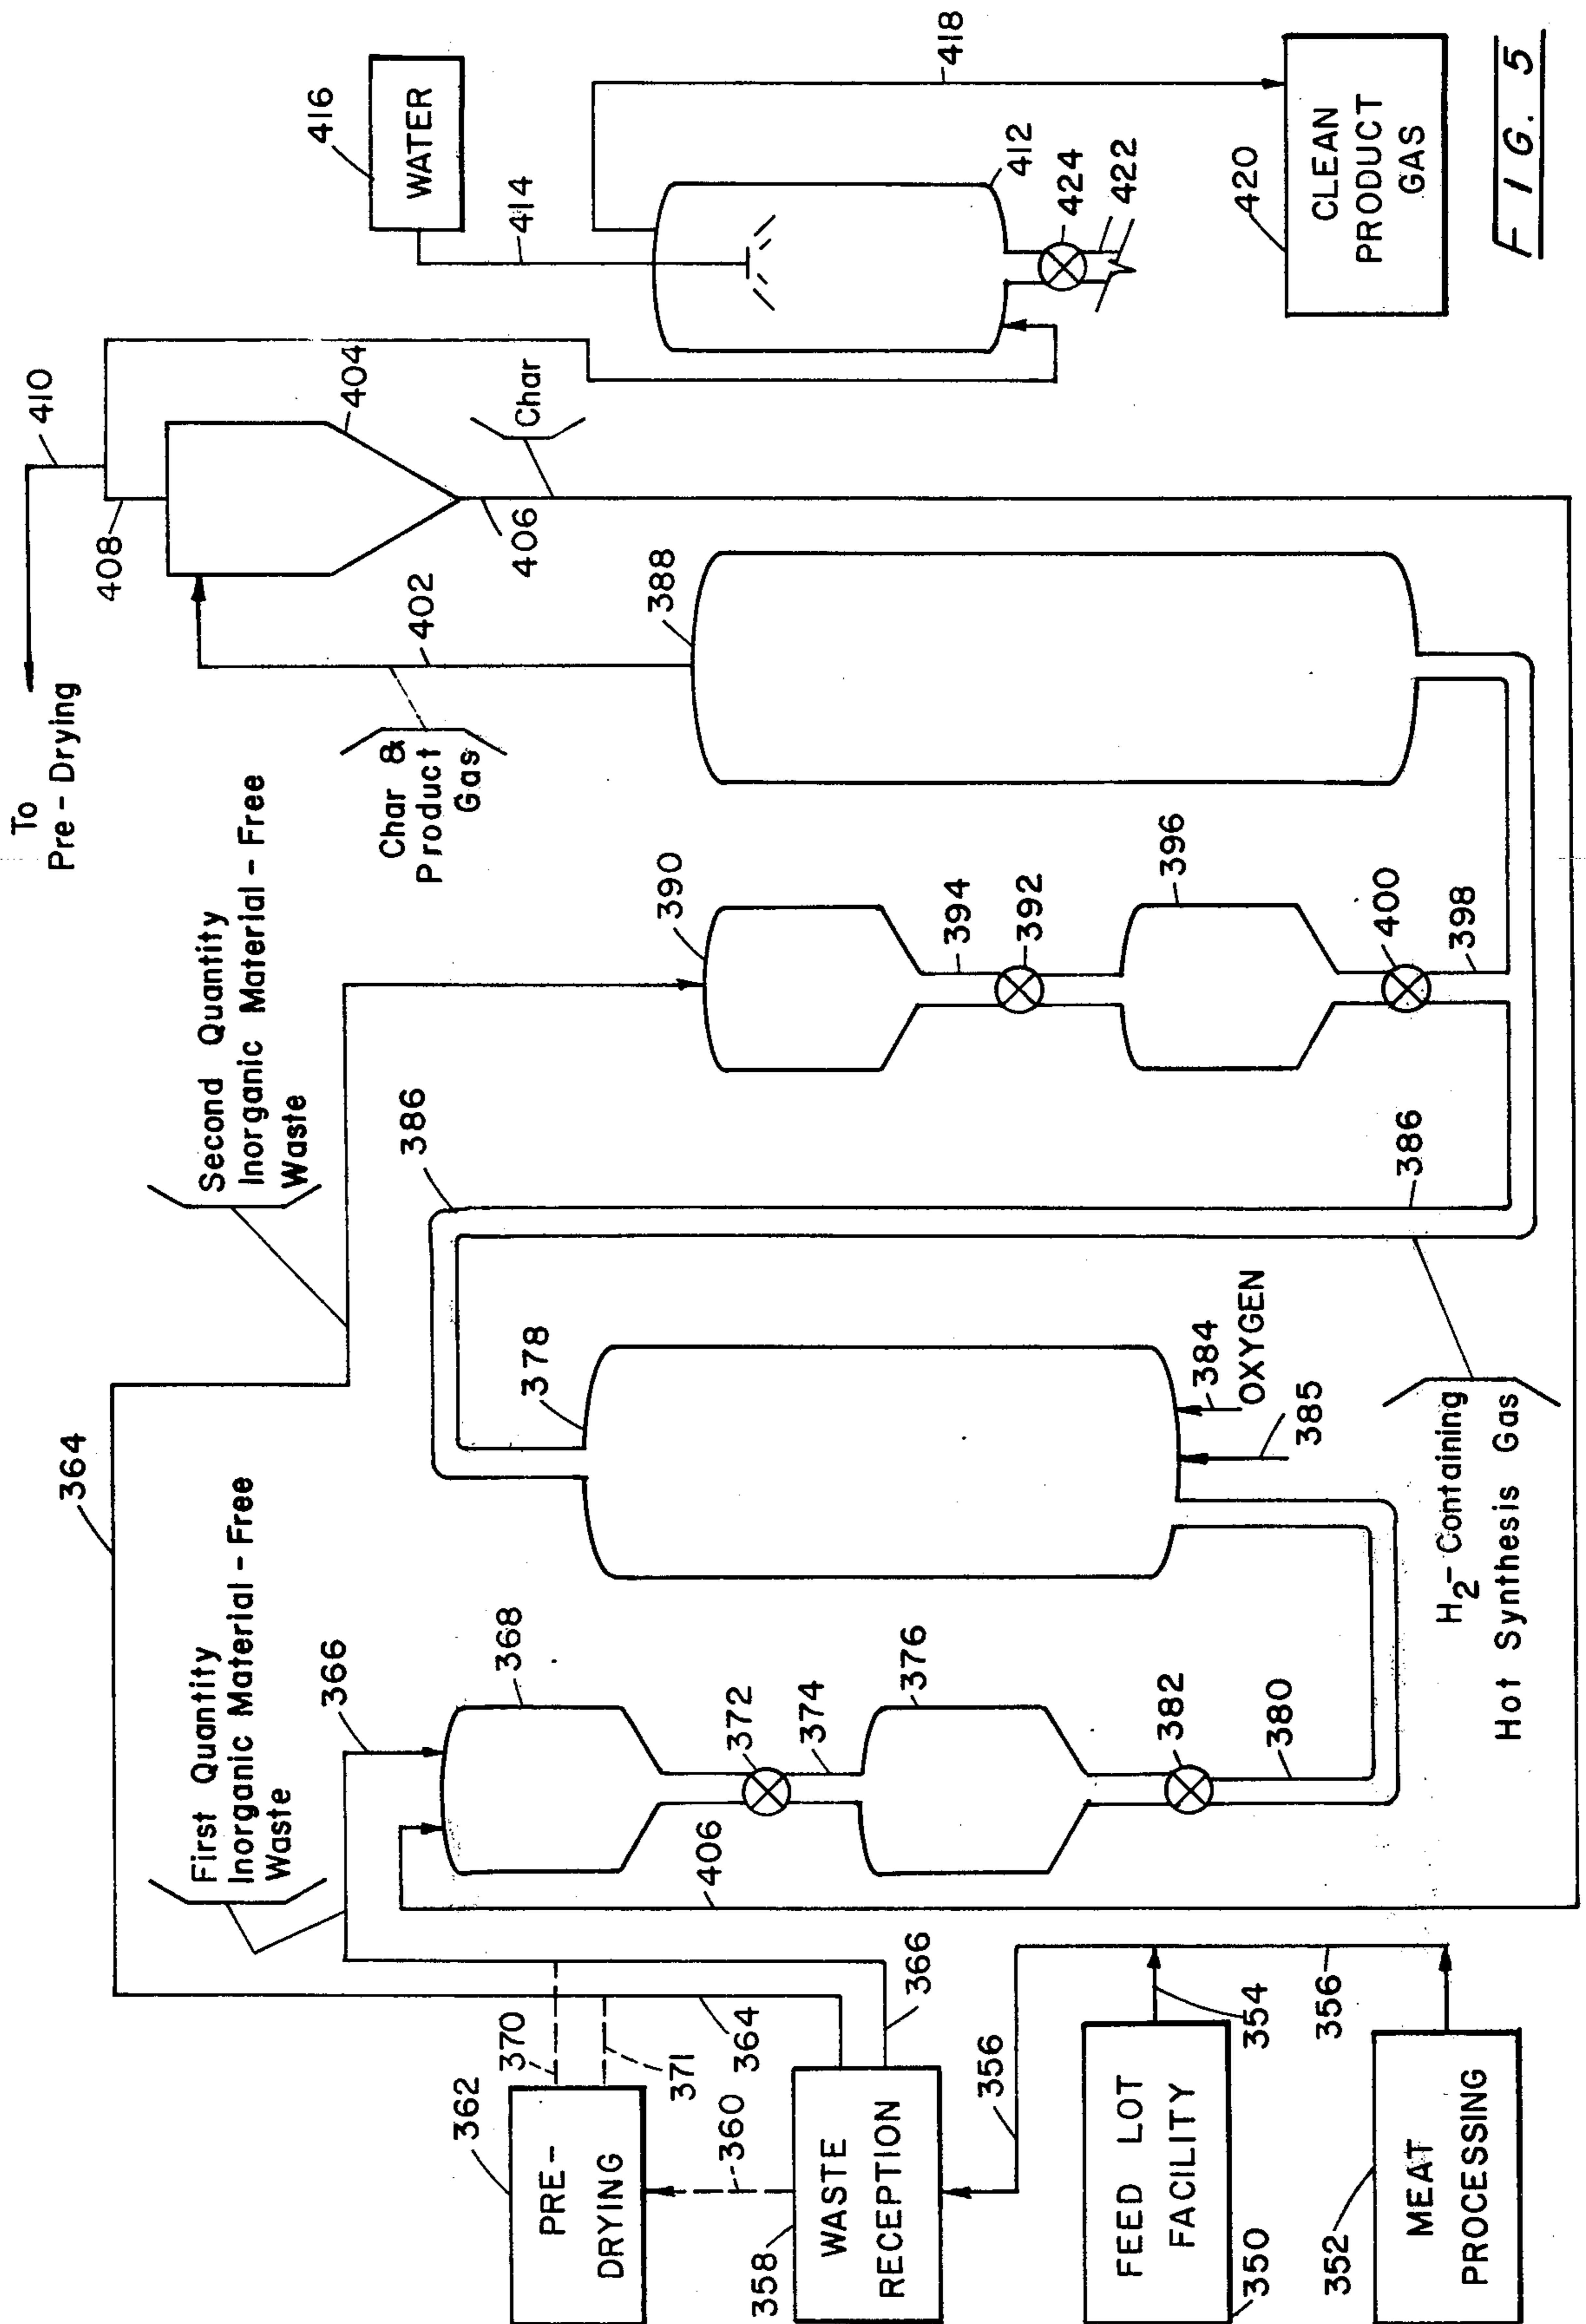 To
Pre - Drying
410
408
404
416
WATER
418
414
412
424
422
420
CLEAN
PRODUCT
GAS
FIG. 5
Char
406
402
Char &
Product
Gas
388
Second Quantity
Inorganic Material - Free
Waste
390
394
392
396
400
398
386
386
364
First Quantity
Inorganic Material - Free
Waste
366
368
378
384
OXYGEN
385
H2 - Containing
Hot Synthesis Gas
372
374
376
382
380
406
362
PRE -
DRYING
370
371
364
366
360
358
WASTE
RECEPTION
356
354
356
FEED LOT
FACILITY
350
352
MEAT
PROCESSING